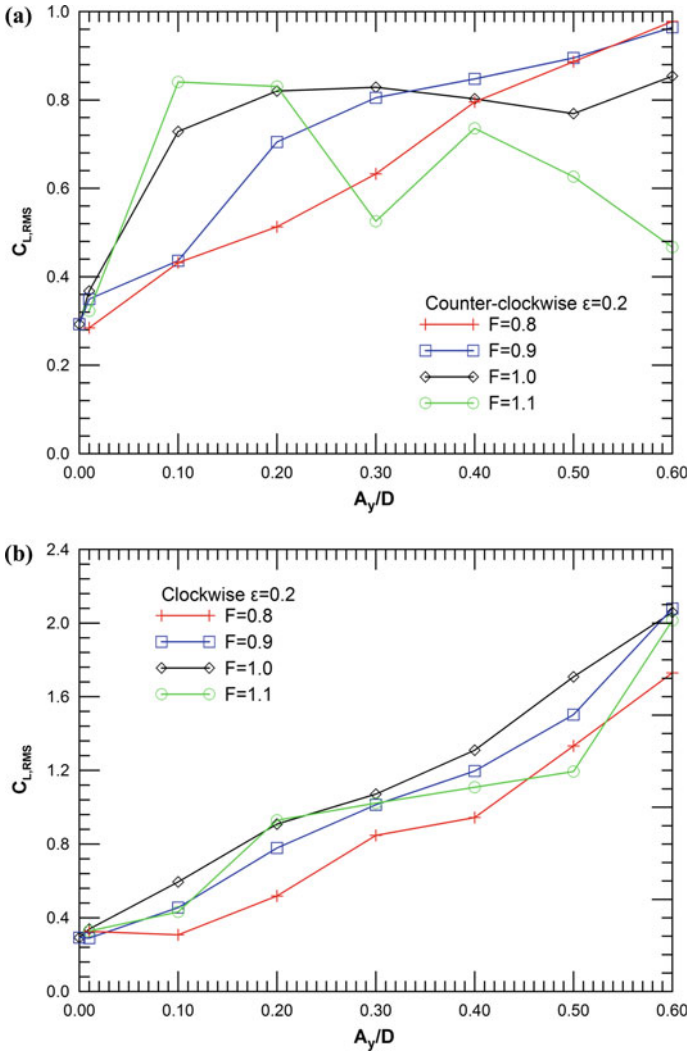 (a)
1.0
0.8
0.6
0.4
0.2
0.0
C_L,RMS
Counter-clockwise ε=0.2
F=0.8
F=0.9
F=1.0
F=1.1
0.00 0.10 0.20 0.30 0.40 0.50 0.60
A_y/D
(b)
2.4
2.0
1.6
1.2
0.8
0.4
0.0
C_L,RMS
Clockwise ε=0.2
F=0.8
F=0.9
F=1.0
F=1.1
0.00 0.10 0.20 0.30 0.40 0.50 0.60
A_y/D